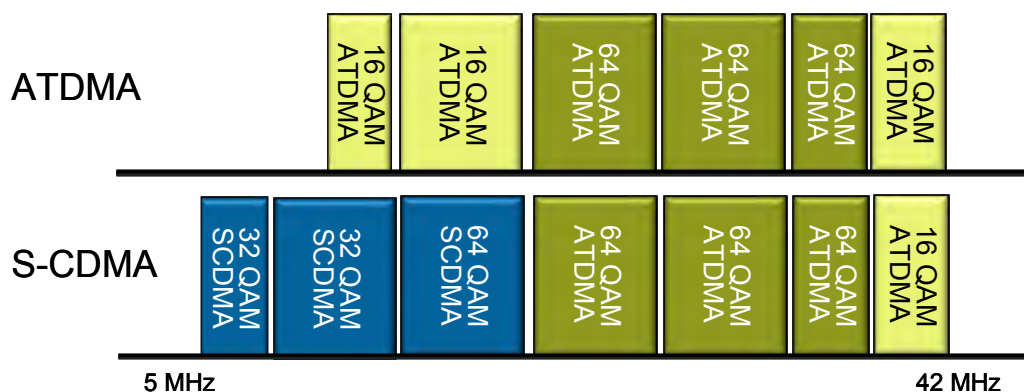 ATDMA
16 QAM
ATDMA
16 QAM
ATDMA
64 QAM
ATDMA
64 QAM
ATDMA
64 QAM
ATDMA
16 QAM
ATDMA
S-CDMA
32 QAM
SCDMA
32 QAM
SCDMA
64 QAM
SCDMA
64 QAM
ATDMA
64 QAM
ATDMA
64 QAM
ATDMA
16 QAM
ATDMA
5 MHz
42 MHz